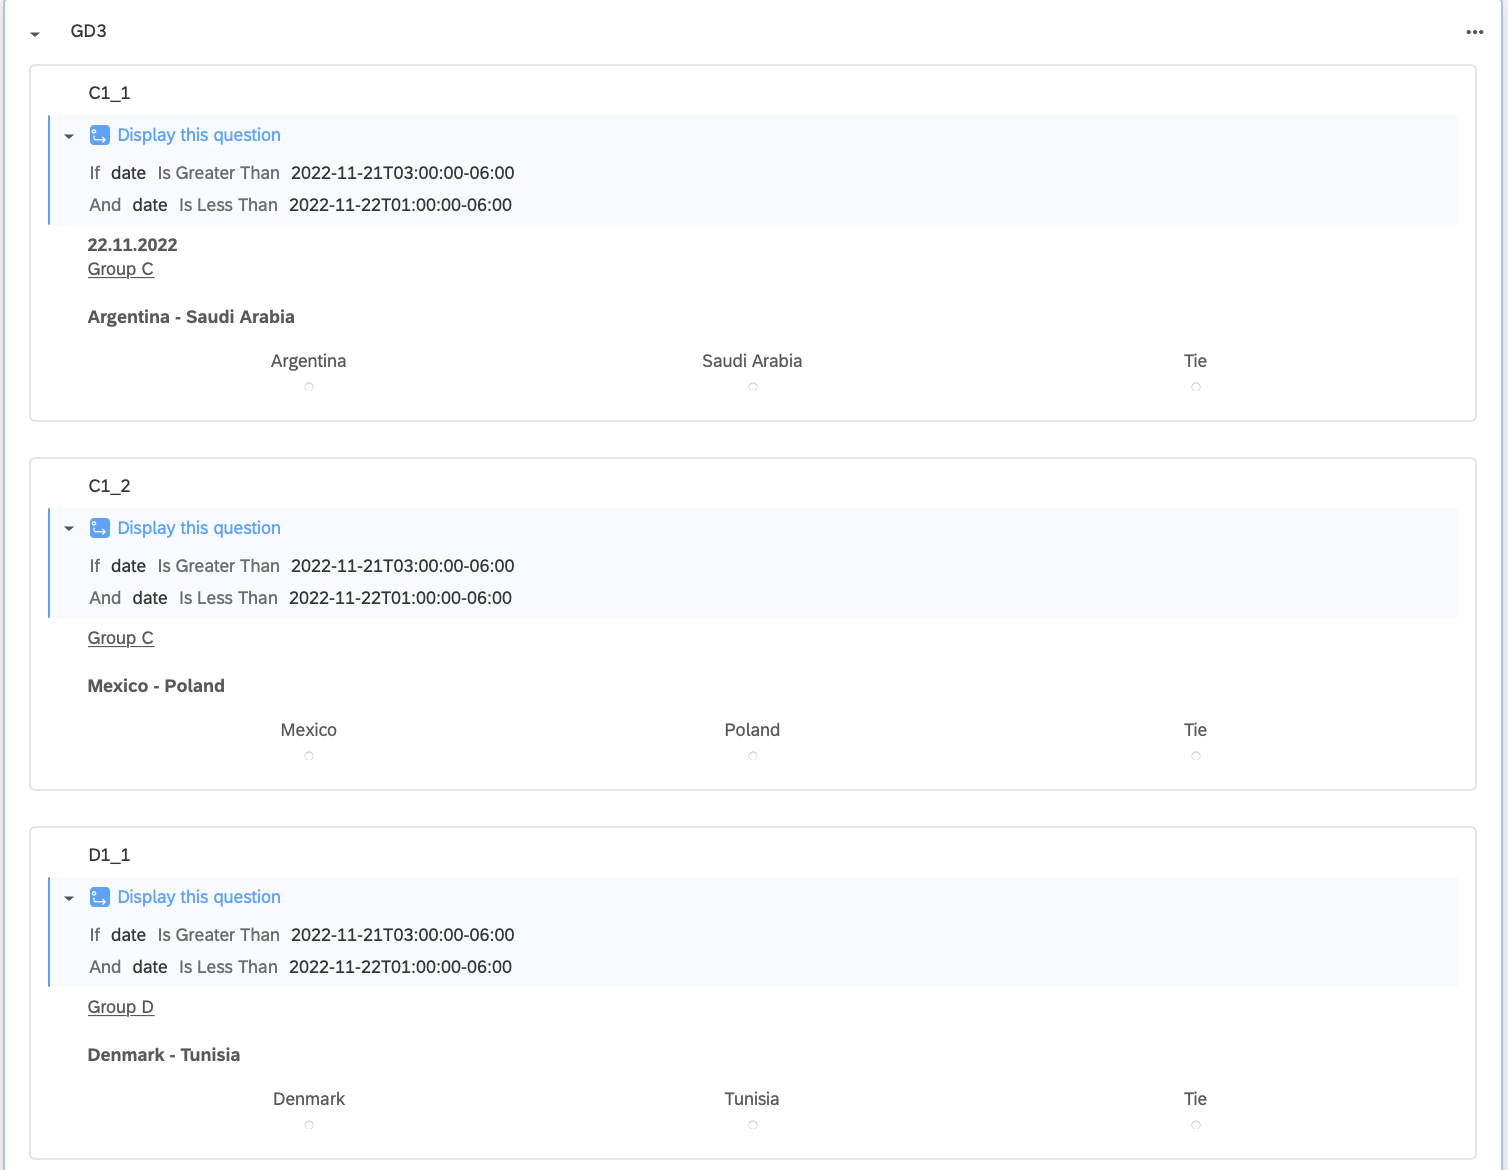 GD3
C1_1
Display this question
If date Is Greater Than 2022-11-21T03:00:00-06:00
And date Is Less Than 2022-11-22T01:00:00-06:00
22.11.2022
Group C
Argentina - Saudi Arabia
Argentina Saudi Arabia Tie
C1_2
Display this question
If date Is Greater Than 2022-11-21T03:00:00-06:00
And date Is Less Than 2022-11-22T01:00:00-06:00
Group C
Mexico - Poland
Mexico Poland Tie
D1_1
Display this question
If date Is Greater Than 2022-11-21T03:00:00-06:00
And date Is Less Than 2022-11-22T01:00:00-06:00
Group D
Denmark - Tunisia
Denmark Tunisia Tie